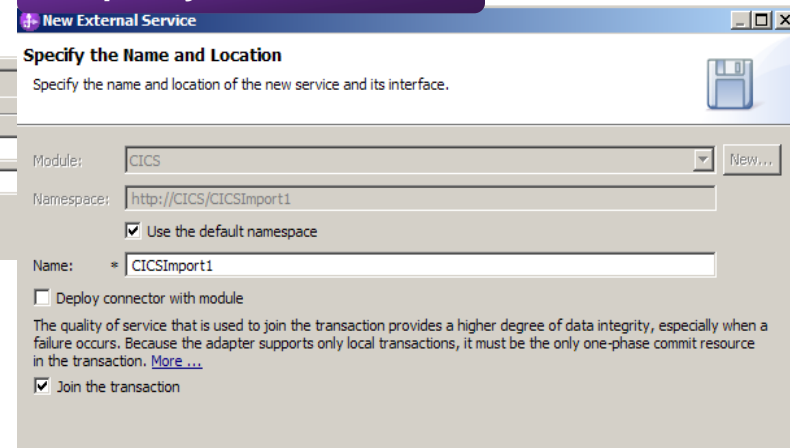 New External Service
Specify the Name and Location
Specify the name and location of the new service and its interface.
Module: CICS New...
Namespace: http://CICS/CICSImport1
Use the default namespace
Name: * CICSImport1
Deploy connector with module
The quality of service that is used to join the transaction provides a higher degree of data integrity, especially when a
failure occurs. Because the adapter supports only local transactions, it must be the only one-phase commit resource
in the transaction. More ...
Join the transaction